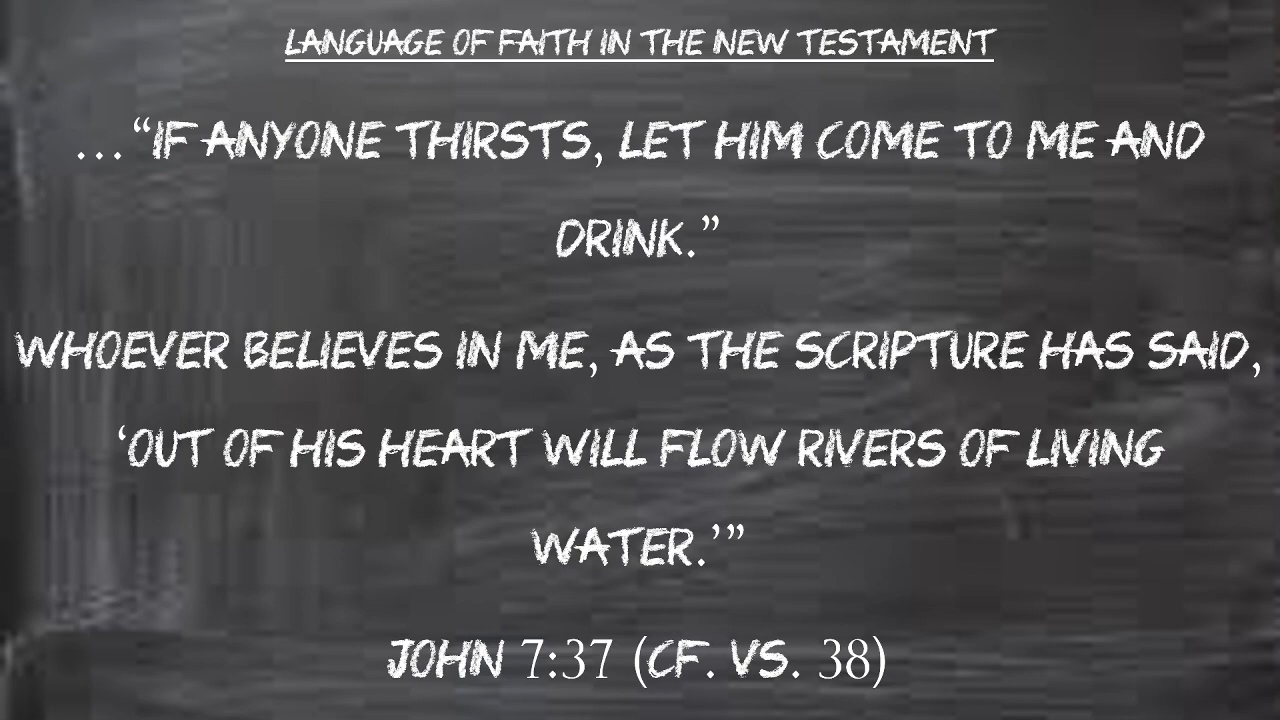 LANGUAGE OF FAITH IN THE NEW TESTAMENT
…“IF ANYONE THIRSTS, LET HIM COME TO ME AND
DRINK.”
WHOEVER BELIEVES IN ME, AS THE SCRIPTURE HAS SAID,
‘OUT OF HIS HEART WILL FLOW RIVERS OF LIVING
WATER.’”
JOHN 7:37 (CF. VS. 38)